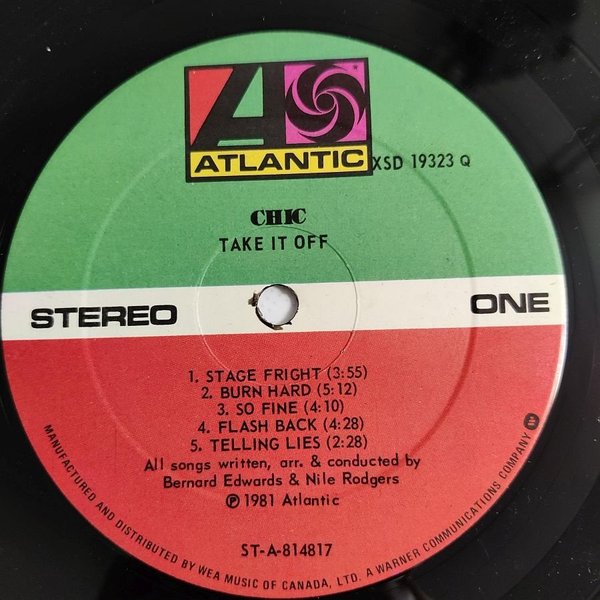 ATLANTIC
XSD 19323 Q
CHIC
TAKE IT OFF
STEREO
ONE
1. STAGE FRIGHT (3:55)
2. BURN HARD (5:12)
3. SO FINE (4:10)
4. FLASH BACK (4:28)
5. TELLING LIES (2:28)
All songs written, arr. & conducted by
Bernard Edwards & Nile Rodgers
℗ 1981 Atlantic
ST-A-814817
MANUFACTURED AND DISTRIBUTED BY WEA MUSIC OF CANADA, LTD. A WARNER COMMUNICATIONS COMPANY